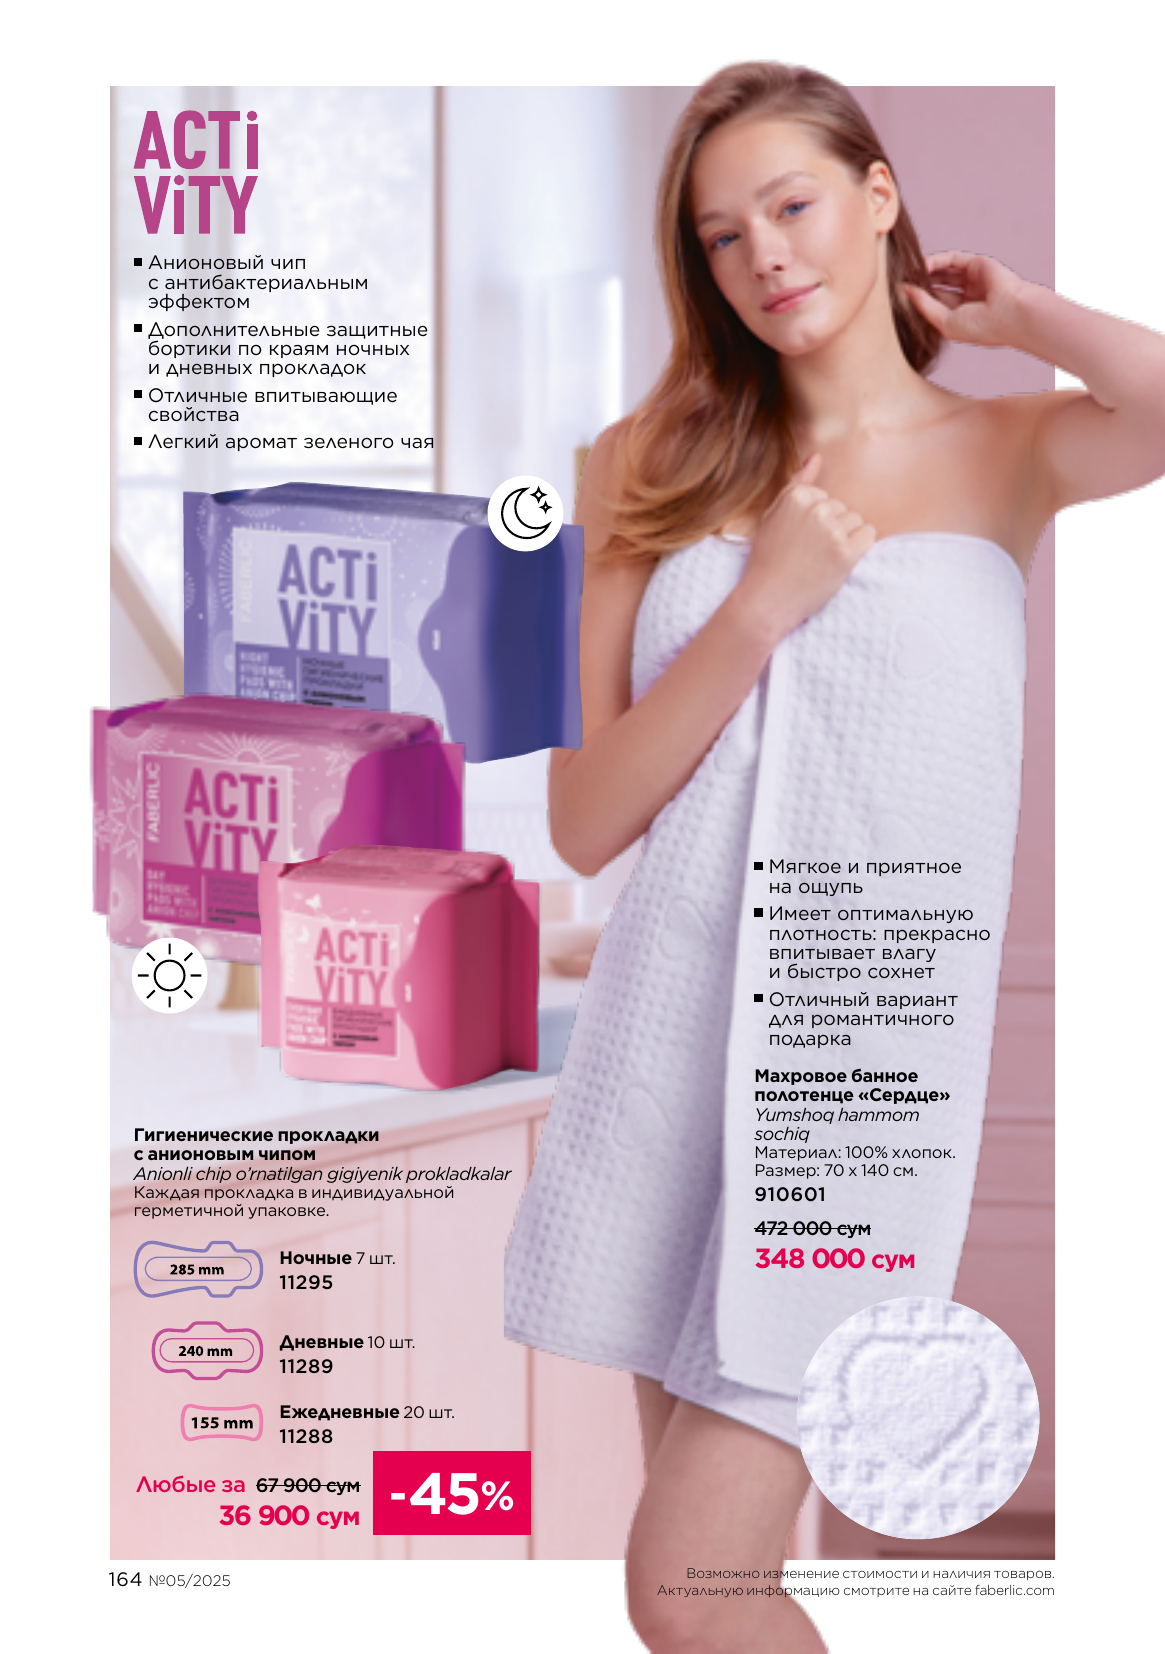 ACTi
ViTY
Анионовый чип
с антибактериальным
эффектом
Дополнительные защитные
бортики по краям ночных
и дневных прокладок
Отличные впитывающие
свойства
Легкий аромат зеленого чая
FABERLIC
ACTi
ViTY
NIGHT
HYGIENIC
PADS WITH
ANION CHIP
НОЧНЫЕ
ГИГИЕНИЧЕСКИЕ
ПРОКЛАДКИ
FABERLIC
ACTi
ViTY
DAY
HYGIENIC
PADS WITH
ANION CHIP
ACTi
ViTY
Мягкое и приятное
на ощупь
Имеет оптимальную
плотность: прекрасно
впитывает влагу
и быстро сохнет
Отличный вариант
для романтичного
подарка
Махровое банное
полотенце «Сердце»
Yumshoq hammom
sochiq
Материал: 100% хлопок.
Размер: 70 х 140 см.
910601
472 000 сум
348 000 сум
Гигиенические прокладки
с анионовым чипом
Anionli chip o’rnatilgan gigiyenik prokladkalar
Каждая прокладка в индивидуальной
герметичной упаковке.
285 mm
Ночные 7 шт.
11295
240 mm
Дневные 10 шт.
11289
155 mm
Ежедневные 20 шт.
11288
Любые за 67 900 сум
36 900 сум
-45%
164 №05/2025
Возможно изменение стоимости и наличия товаров.
Актуальную информацию смотрите на сайте faberlic.com